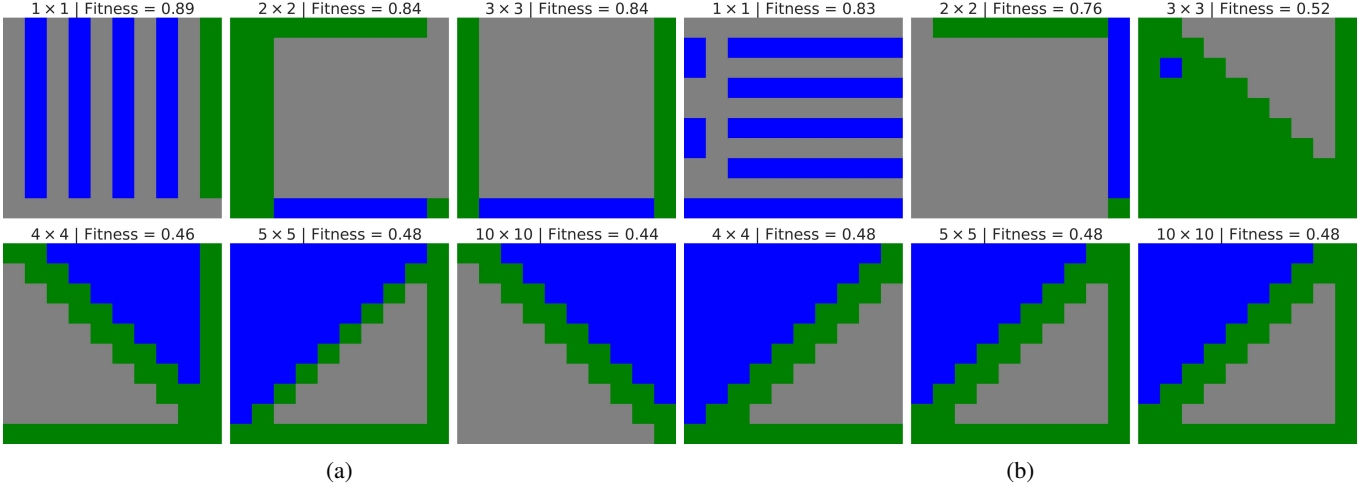 1 × 1 | Fitness = 0.89
2 × 2 | Fitness = 0.84
3 × 3 | Fitness = 0.84
1 × 1 | Fitness = 0.83
2 × 2 | Fitness = 0.76
3 × 3 | Fitness = 0.52
4 × 4 | Fitness = 0.46
5 × 5 | Fitness = 0.48
10 × 10 | Fitness = 0.44
4 × 4 | Fitness = 0.48
5 × 5 | Fitness = 0.48
10 × 10 | Fitness = 0.48
(a)
(b)